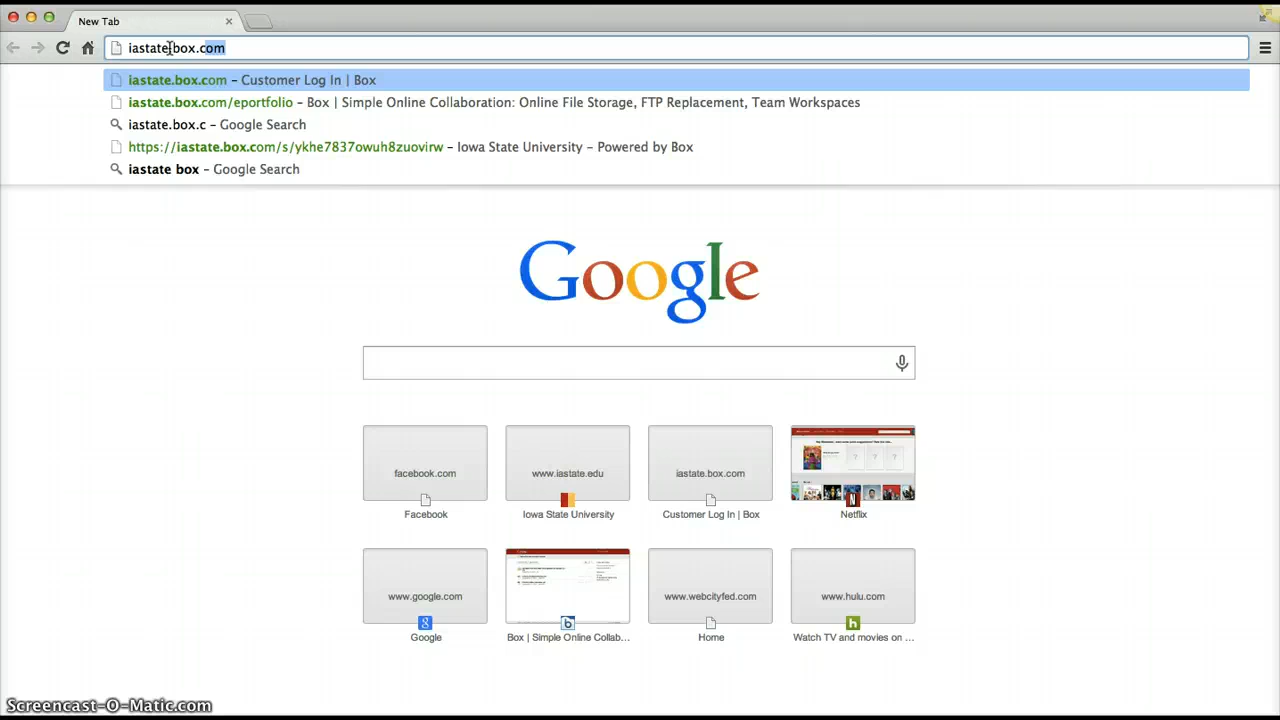 New Tab
iastate.box.com
iastate.box.com – Customer Log In | Box
iastate.box.com/eportfolio – Box | Simple Online Collaboration: Online File Storage, FTP Replacement, Team Workspaces
iastate.box.c – Google Search
https://iastate.box.com/s/ykhe7837owuh8zuovirw – Iowa State University – Powered by Box
iastate box – Google Search
Google
facebook.com
www.iastate.edu
iastate.box.com
Facebook
Iowa State University
Customer Log In | Box
Netflix
www.google.com
www.webcityfed.com
www.hulu.com
Google
Box | Simple Online Collab...
Home
Watch TV and movies on ...
Screencast-O-Matic.com